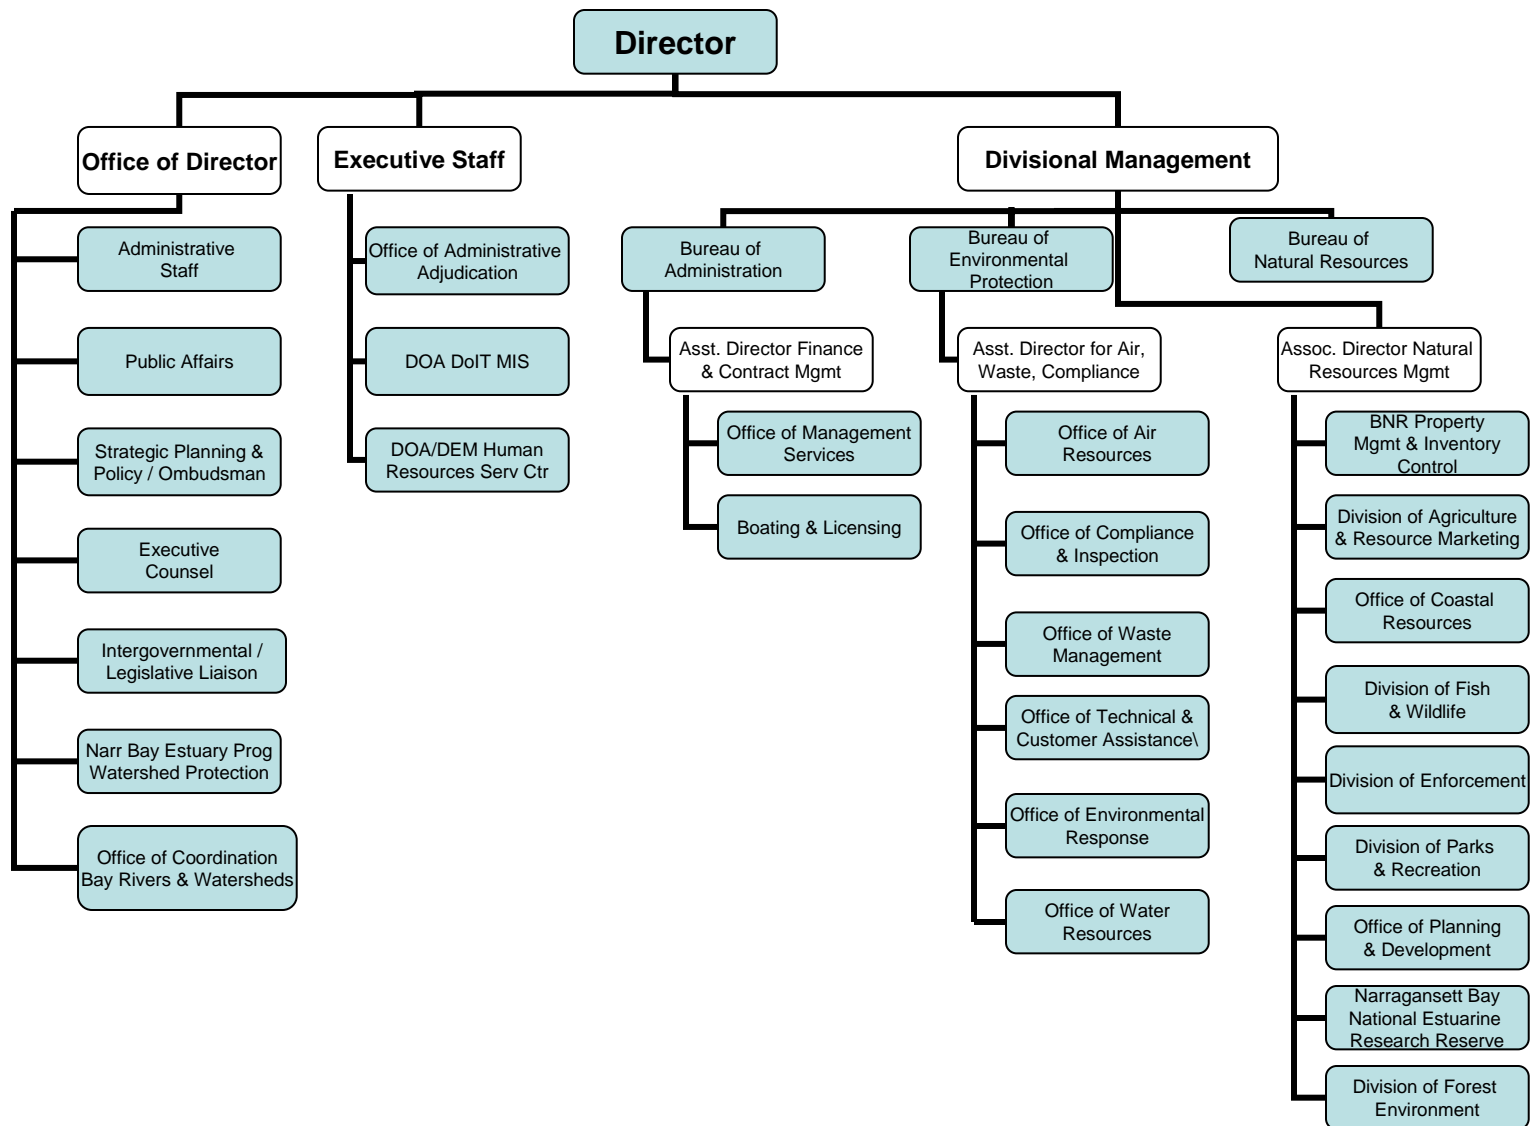 Director
Office of Director
Executive Staff
Divisional Management
Administrative
Staff
Public Affairs
Strategic Planning &
Policy / Ombudsman
Executive
Counsel
Intergovernmental /
Legislative Liaison
Narr Bay Estuary Prog
Watershed Protection
Office of Coordination
Bay Rivers & Watersheds
Office of Administrative
Adjudication
DOA DoIT MIS
DOA/DEM Human
Resources Serv Ctr
Bureau of
Administration
Asst. Director Finance
& Contract Mgmt
Office of Management
Services
Boating & Licensing
Bureau of
Environmental
Protection
Asst. Director for Air,
Waste, Compliance
Office of Air
Resources
Office of Compliance
& Inspection
Office of Waste
Management
Office of Technical &
Customer Assistance\
Office of Environmental
Response
Office of Water
Resources
Bureau of
Natural Resources
Assoc. Director Natural
Resources Mgmt
BNR Property
Mgmt & Inventory
Control
Division of Agriculture
& Resource Marketing
Office of Coastal
Resources
Division of Fish
& Wildlife
Division of Enforcement
Division of Parks
& Recreation
Office of Planning
& Development
Narragansett Bay
National Estuarine
Research Reserve
Division of Forest
Environment